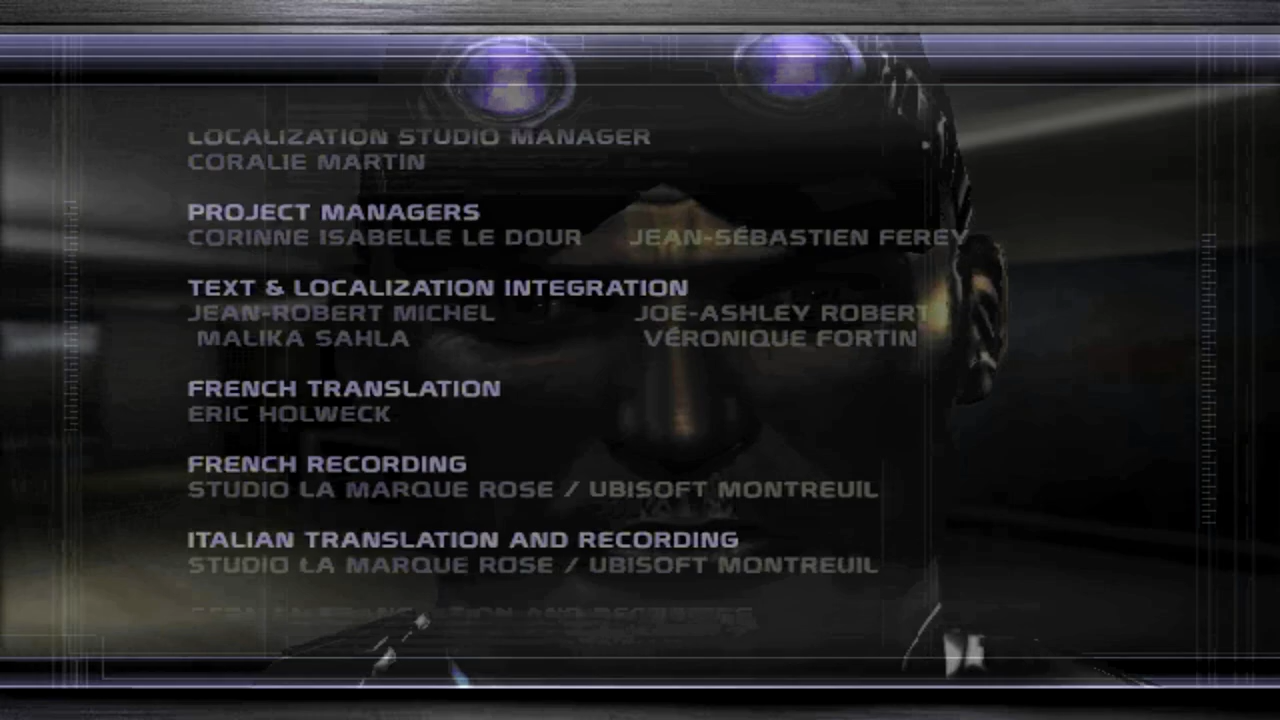 LOCALIZATION STUDIO MANAGER
CORALIE MARTIN
PROJECT MANAGERS
CORINNE ISABELLE LE DOUR JEAN-SÉBASTIEN FEREY
TEXT & LOCALIZATION INTEGRATION
JEAN-ROBERT MICHEL JOE-ASHLEY ROBERT
MALIKA SAHLA VÉRONIQUE FORTIN
FRENCH TRANSLATION
ERIC HOLWECK
FRENCH RECORDING
STUDIO LA MARQUE ROSE / UBISOFT MONTREUIL
ITALIAN TRANSLATION AND RECORDING
STUDIO LA MARQUE ROSE / UBISOFT MONTREUIL